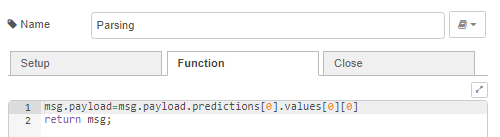 Name Parsing
Setup Function Close
1 msg.payload=msg.payload.predictions[0].values[0][0]
2 return msg;